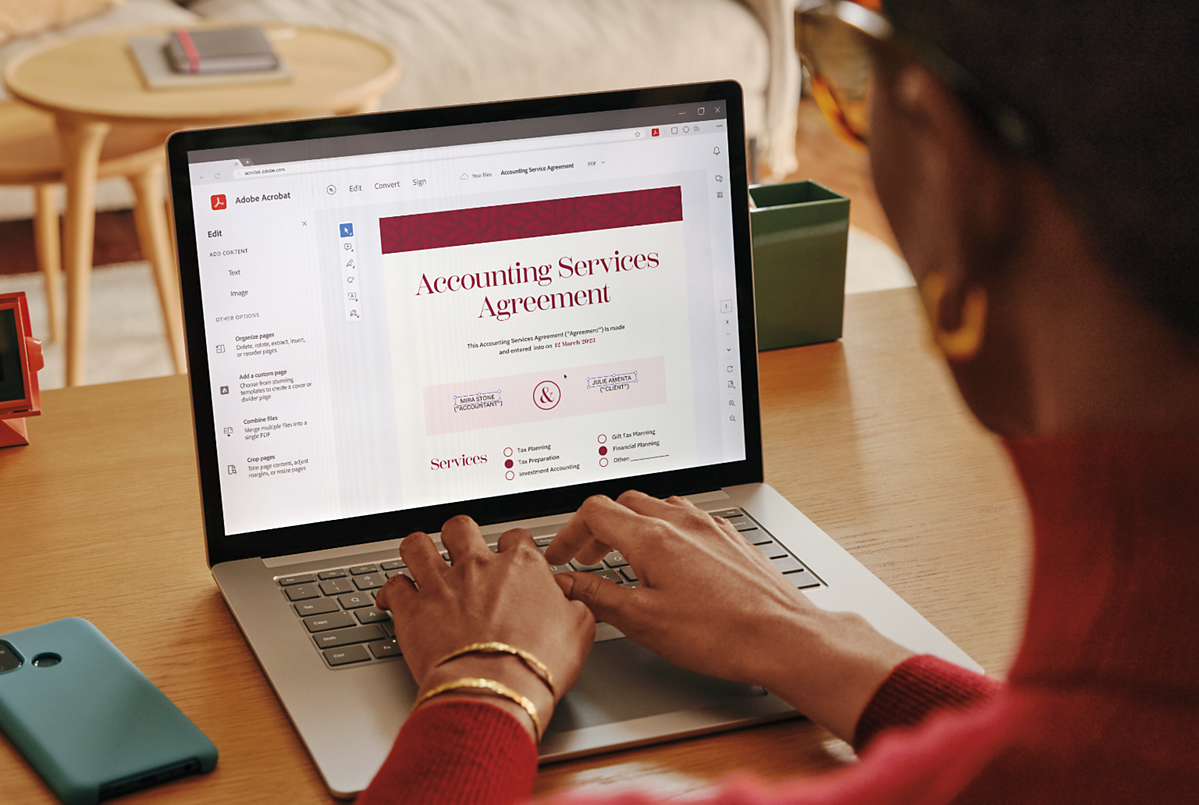 acrobat.adobe.com
Adobe Acrobat
Edit
Convert
Sign
Your files
Accounting Service Agreement
PDF
Edit
ADD CONTENT
Text
Image
OTHER OPTIONS
Organize pages
Delete, rotate, extract, insert,
or reorder pages
Add a custom page
Choose from stunning
templates to create a cover or
divider page
Combine files
Merge multiple files into a
single PDF
Crop pages
Trim page content, adjust
margins, or resize pages
Accounting Services
Agreement
This Accounting Services Agreement ("Agreement") is made
and entered into on 12 March 2023
MIRA STONE
("ACCOUNTANT")
&
JULIE AMENTA
("CLIENT")
Services
Tax Planning
Tax Preparation
Investment Accounting
Gift Tax Planning
Financial Planning
Other: